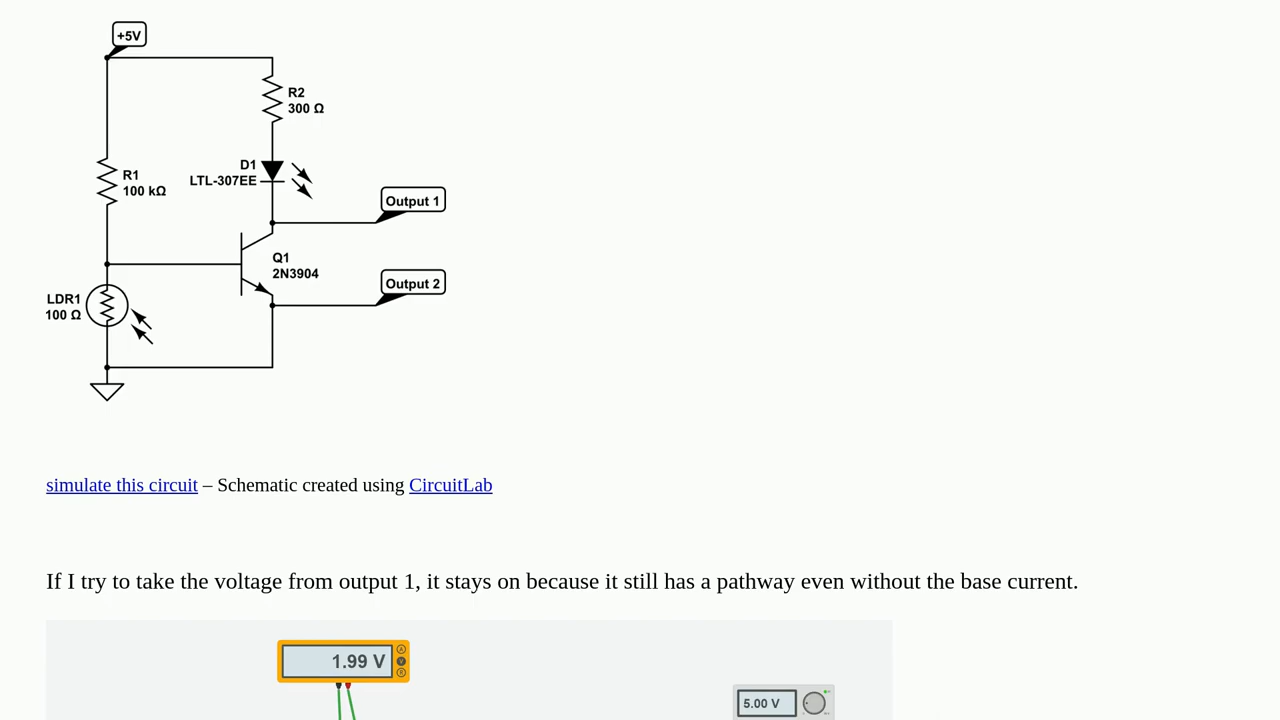 +5V
R2
300 Ω
D1
LTL-307EE
R1
100 kΩ
Output 1
Q1
2N3904
Output 2
LDR1
100 Ω
simulate this circuit – Schematic created using CircuitLab
If I try to take the voltage from output 1, it stays on because it still has a pathway even without the base current.
1.99 V
A
V
R
5.00 V